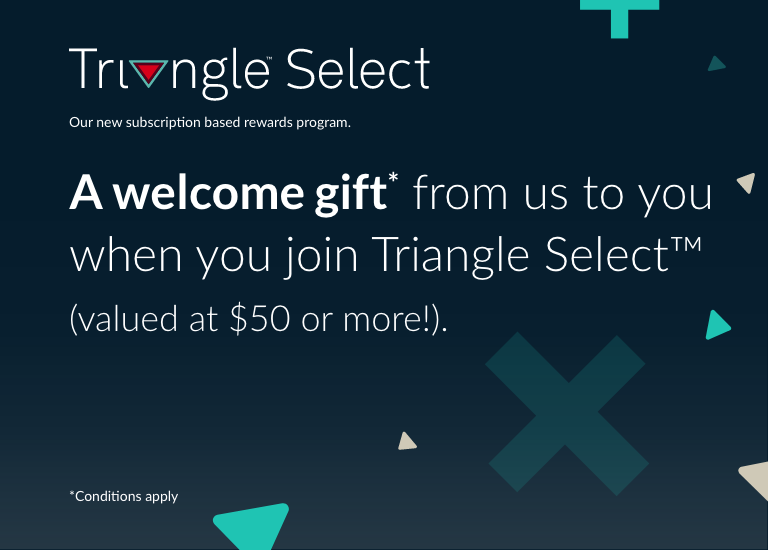 Triangle™ Select
Our new subscription based rewards program.
A welcome gift* from us to you
when you join Triangle Select™
(valued at $50 or more!).
*Conditions apply